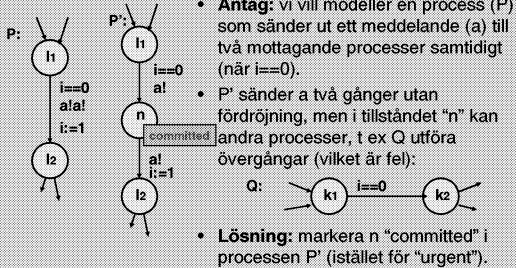 P:
l1
i==0
a!a!
i:=1
l2
P':
l1
i==0
a!
n
committed
a!
i:=1
l2
• Antag: vi vill modeller en process (P)
som sänder ut ett meddelande (a) till
två mottagande processer samtidigt
(när i==0).
• P' sänder a två gånger utan
fördröjning, men i tillståndet "n" kan
andra processer, t ex Q utföra
övergångar (vilket är fel):
Q:
k1
i==0
k2
• Lösning: markera n "committed" i
processen P' (istället för "urgent").